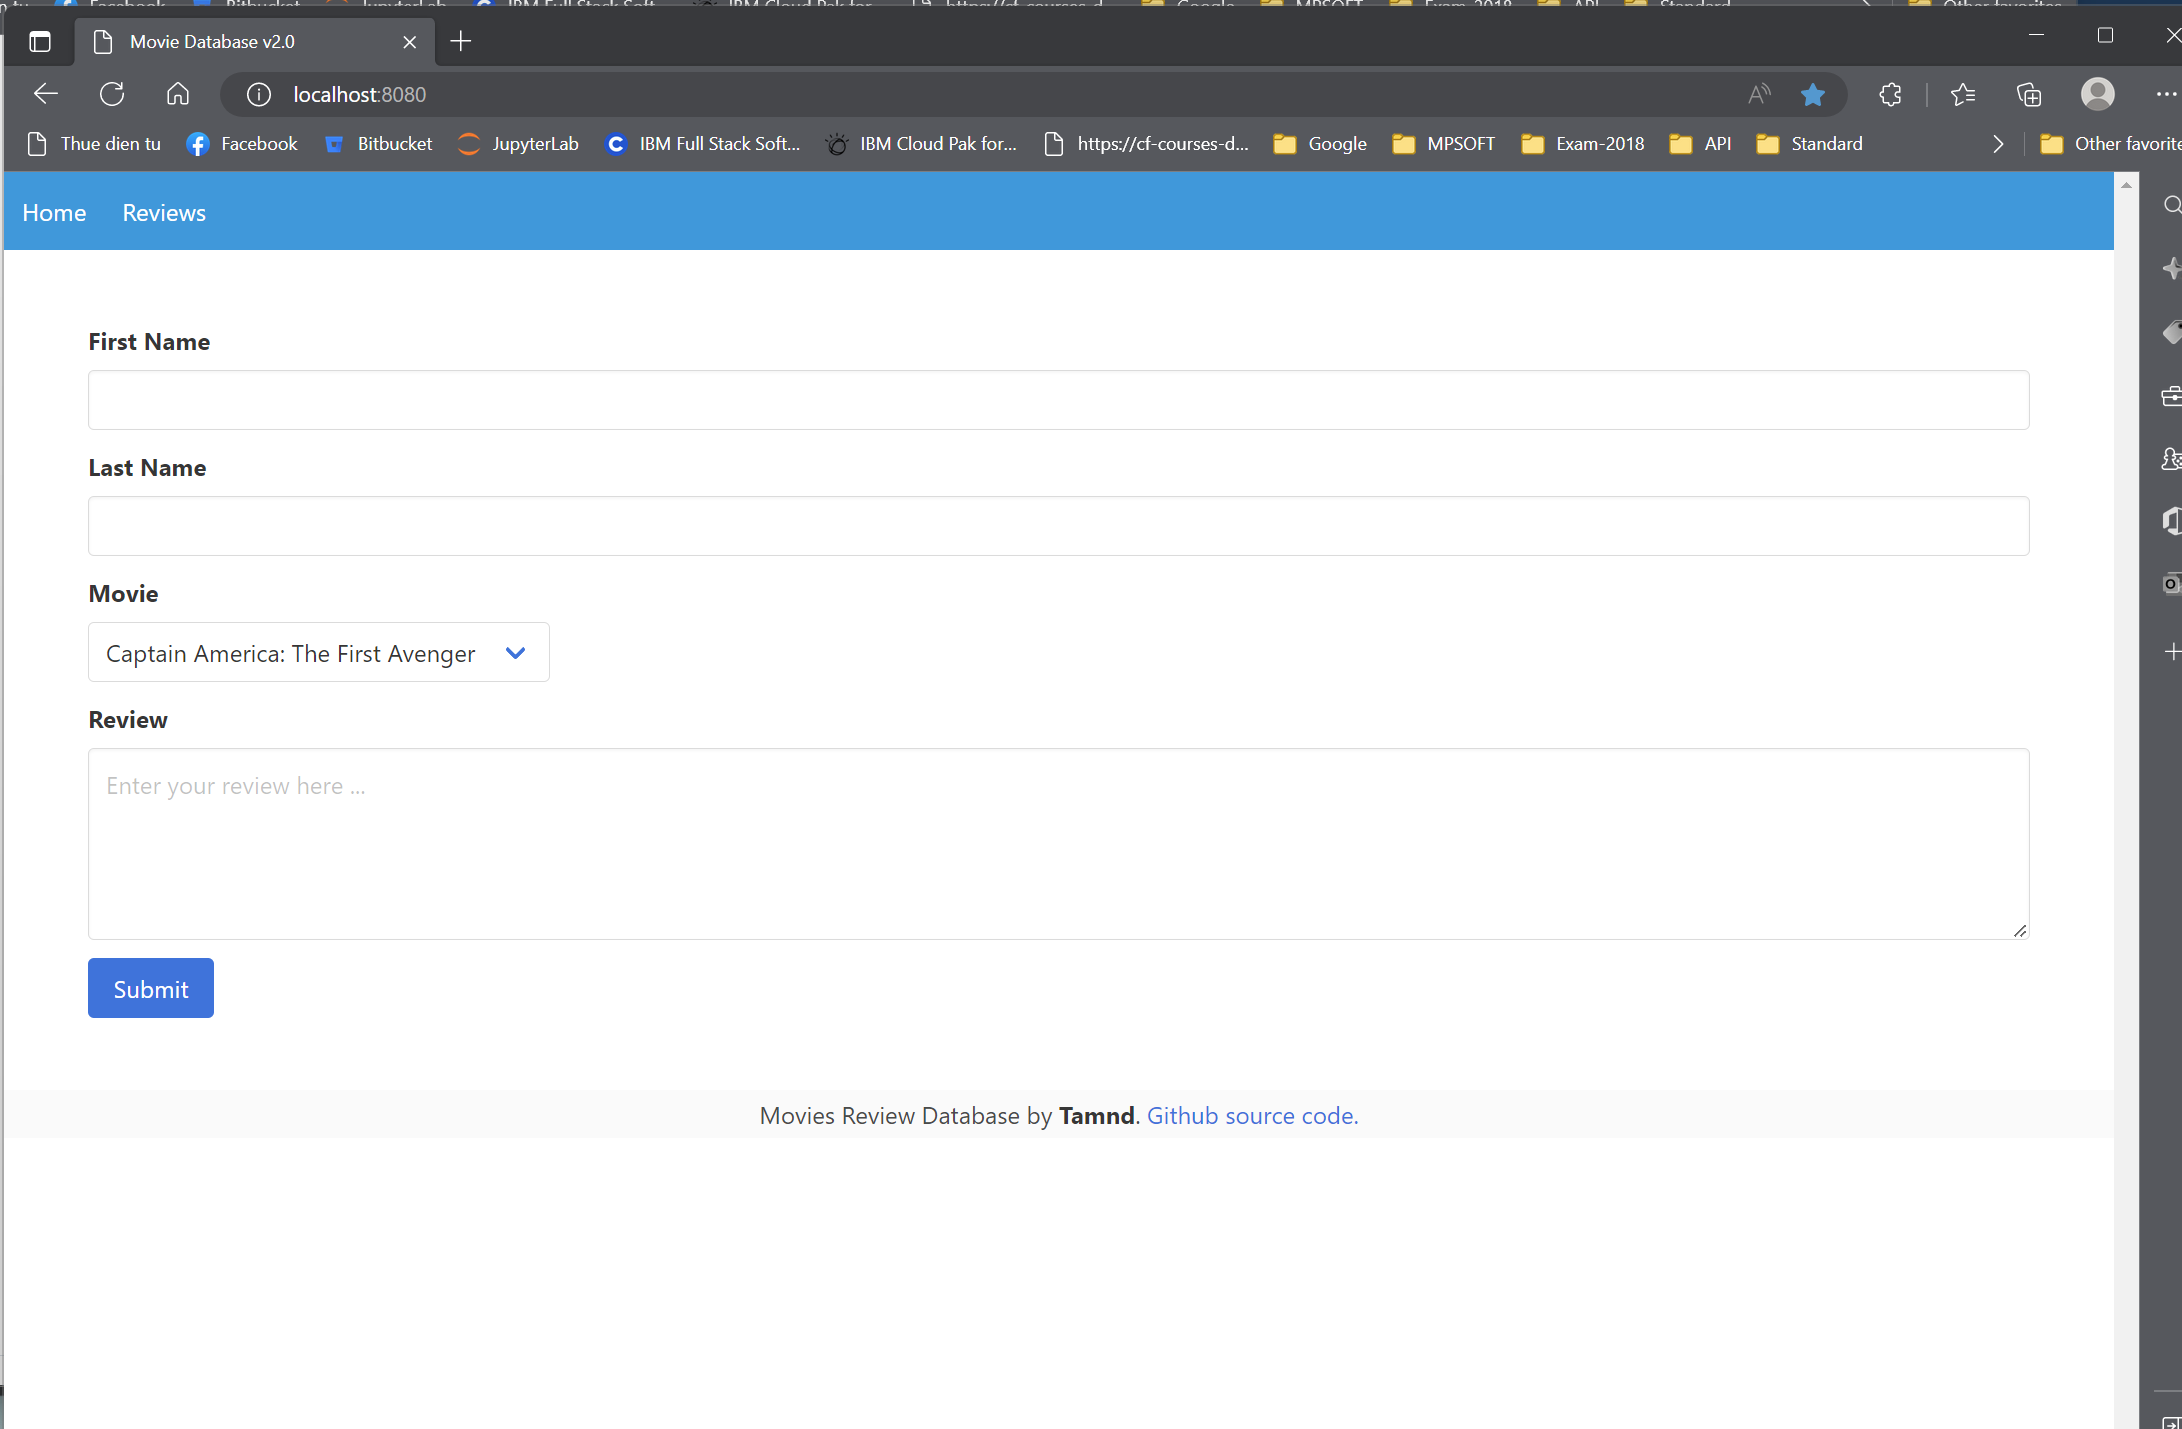 Movie Database v2.0
localhost:8080
Thue dien tu Facebook Bitbucket JupyterLab IBM Full Stack Soft... IBM Cloud Pak for... https://cf-courses-d... Google MPSOFT Exam-2018 API Standard Other favorite
Home Reviews
First Name
Last Name
Movie
Captain America: The First Avenger
Review
Enter your review here ...
Submit
Movies Review Database by Tamnd. Github source code.